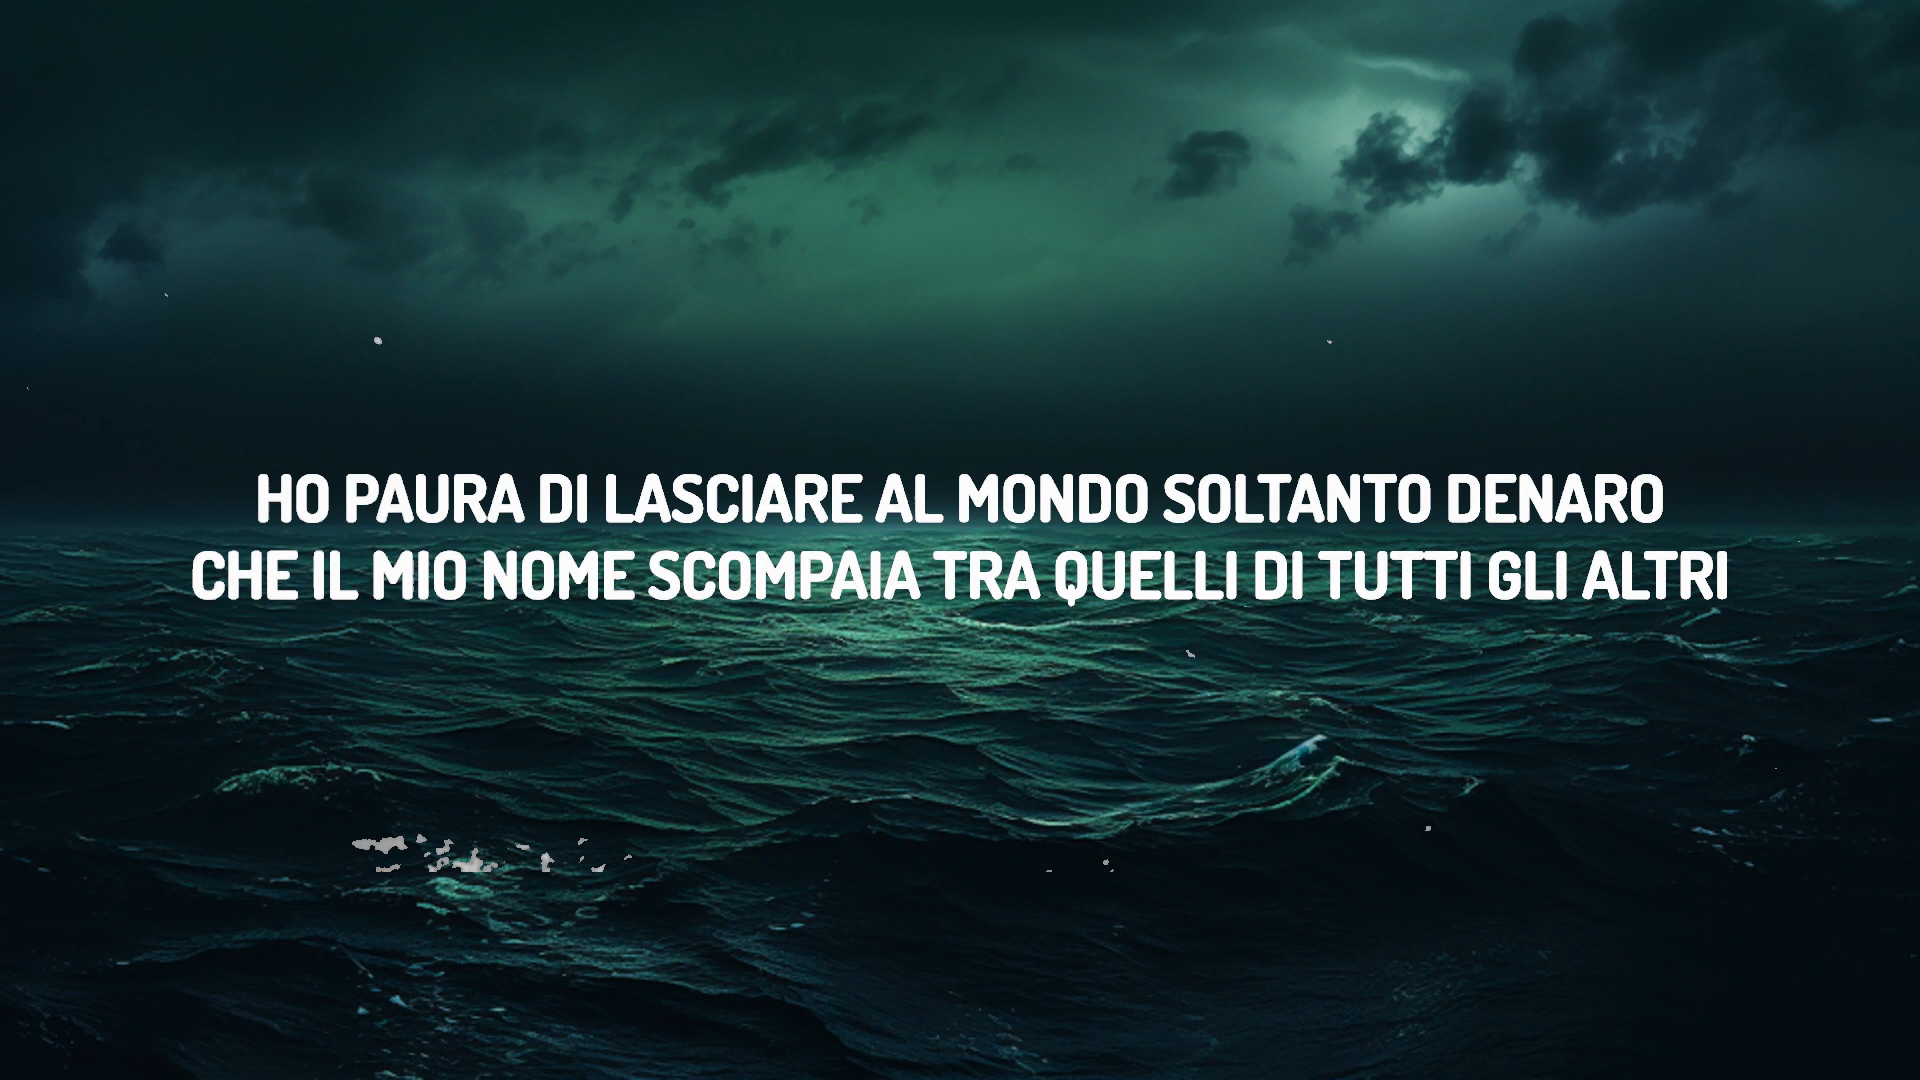 HO PAURA DI LASCIARE AL MONDO SOLTANTO DENARO
CHE IL MIO NOME SCOMPAIA TRA QUELLI DI TUTTI GLI ALTRI